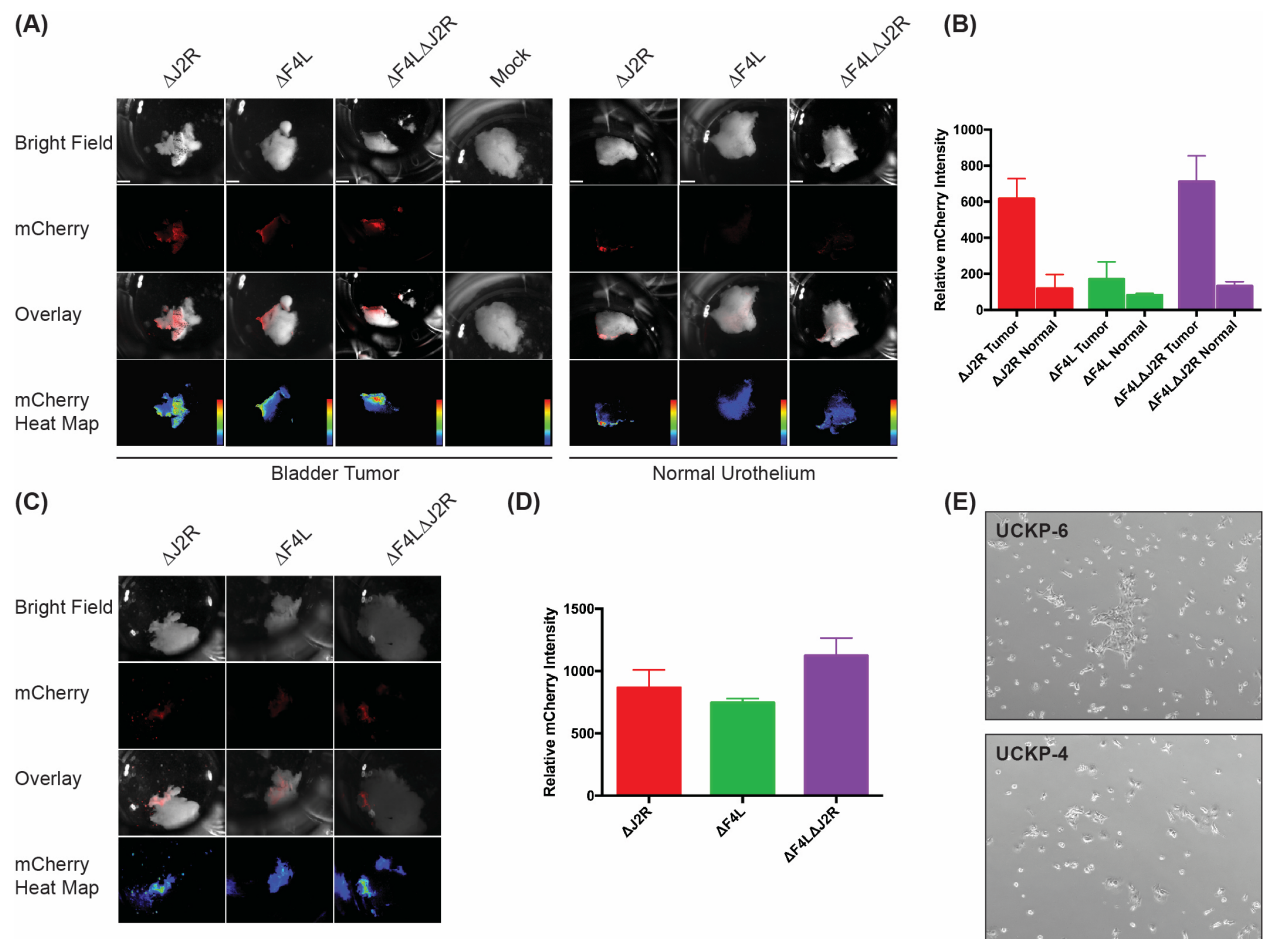 (A)
ΔJ2R
ΔF4L
ΔF4LΔJ2R
Mock
ΔJ2R
ΔF4L
ΔF4LΔJ2R
Bright Field
mCherry
Overlay
mCherry
Heat Map
Bladder Tumor
Normal Urothelium
(B)
Relative mCherry Intensity
1000
800
600
400
200
0
ΔJ2R Tumor
ΔJ2R Normal
ΔF4L Tumor
ΔF4L Normal
ΔF4LΔJ2R Tumor
ΔF4LΔJ2R Normal
(C)
ΔJ2R
ΔF4L
ΔF4LΔJ2R
Bright Field
mCherry
Overlay
mCherry
Heat Map
(D)
Relative mCherry Intensity
1500
1000
500
0
ΔJ2R
ΔF4L
ΔF4LΔJ2R
(E)
UCKP-6
UCKP-4